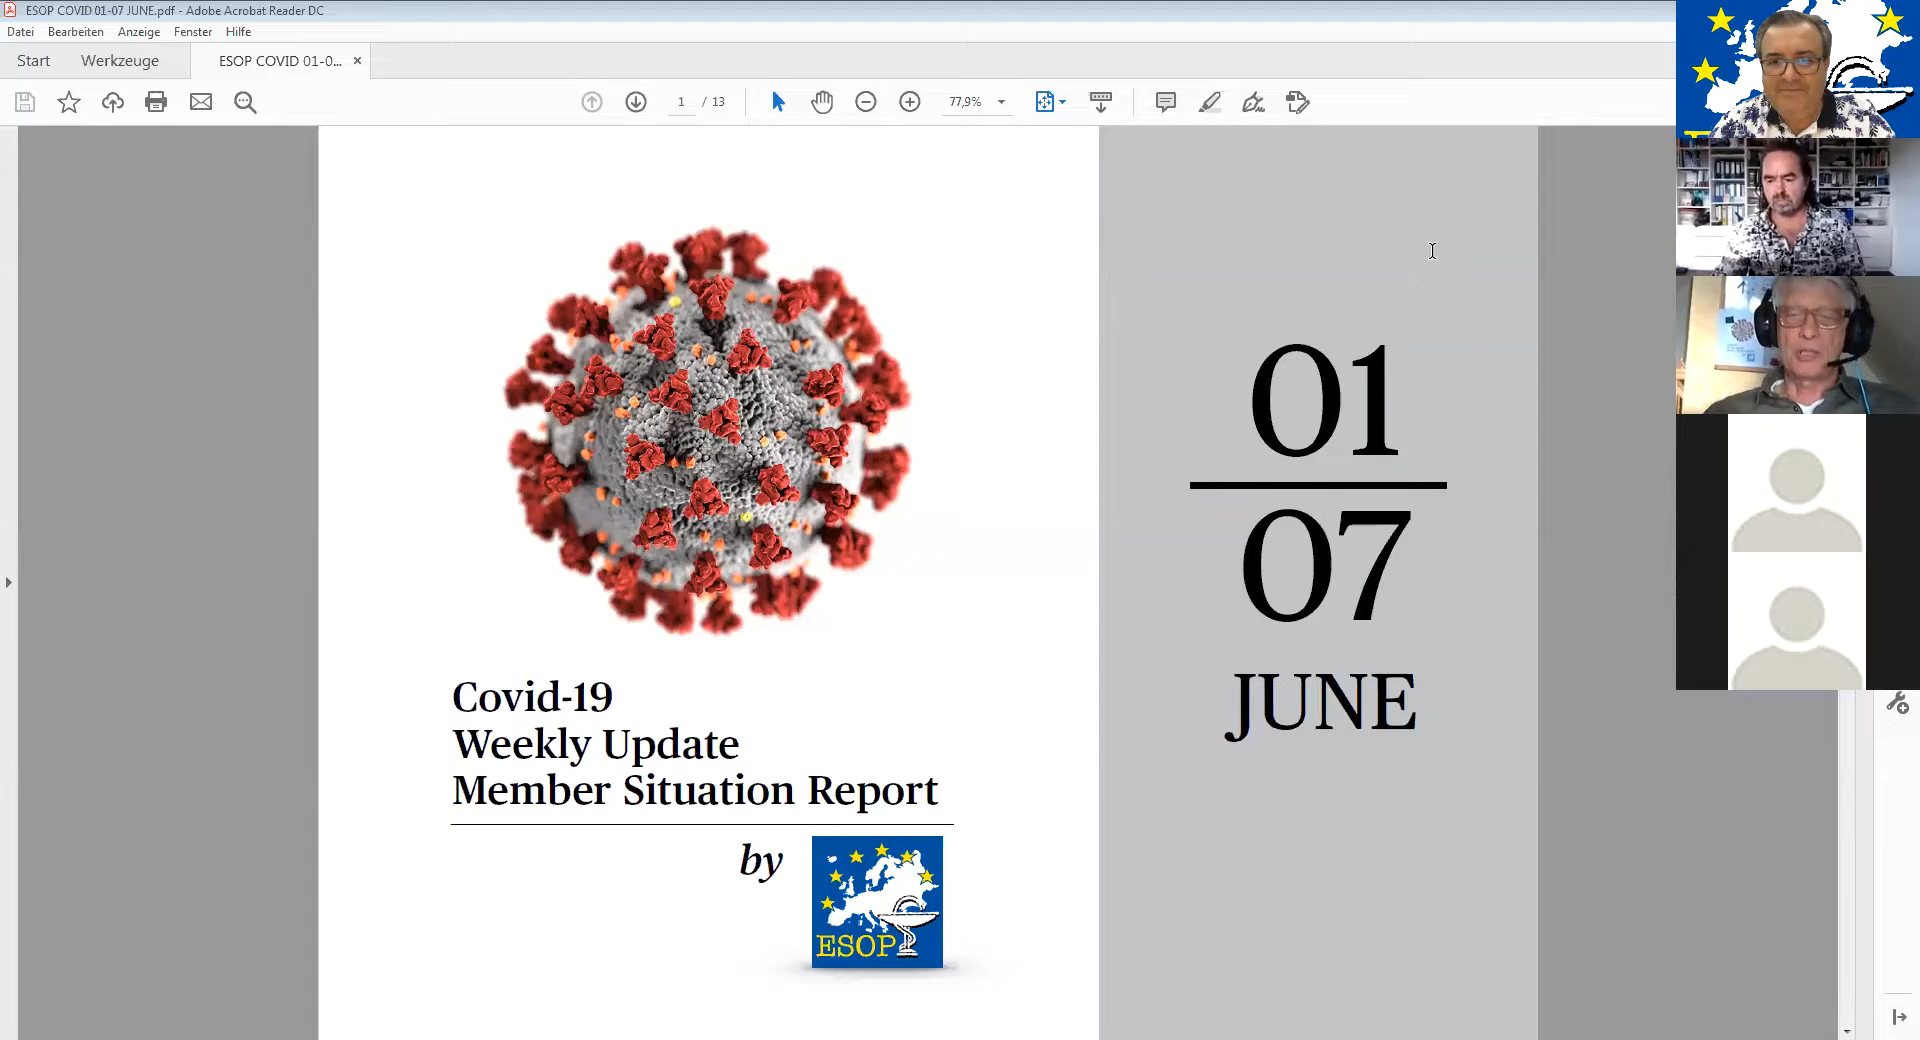 ESOP COVID 01-07 JUNE.pdf - Adobe Acrobat Reader DC
Datei Bearbeiten Anzeige Fenster Hilfe
Start Werkzeuge ESOP COVID 01-0... ×
1 / 13 77,9%
01
07
JUNE
Covid-19
Weekly Update
Member Situation Report
by
ESOP